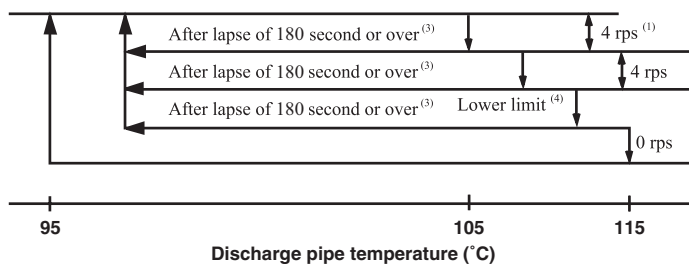 After lapse of 180 second or over (3)
4 rps (1)
After lapse of 180 second or over (3)
4 rps
After lapse of 180 second or over (3)
Lower limit (4)
0 rps
95
105
115
Discharge pipe temperature (˚C)